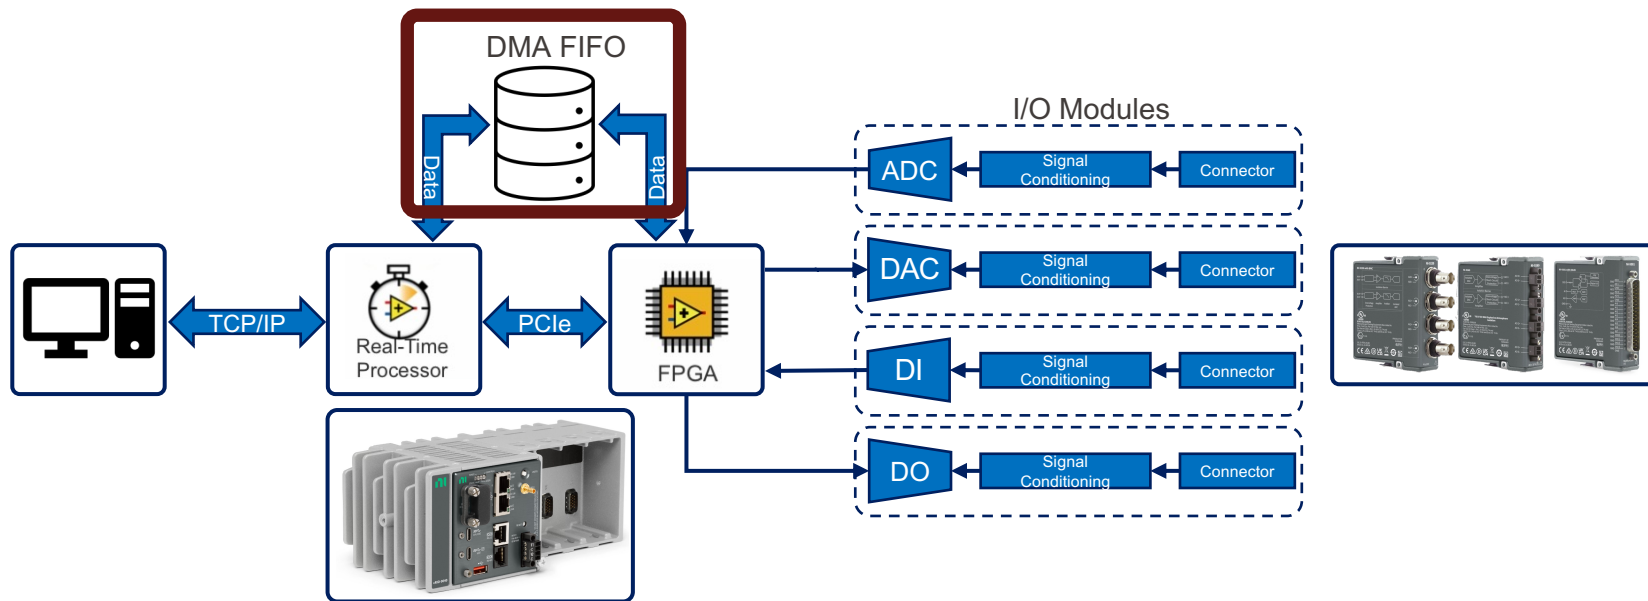 DMA FIFO
Data
Data
I/O Modules
ADC
Signal
Conditioning
Connector
DAC
Signal
Conditioning
Connector
TCP/IP
Real-Time
Processor
PCIe
FPGA
DI
Signal
Conditioning
Connector
DO
Signal
Conditioning
Connector